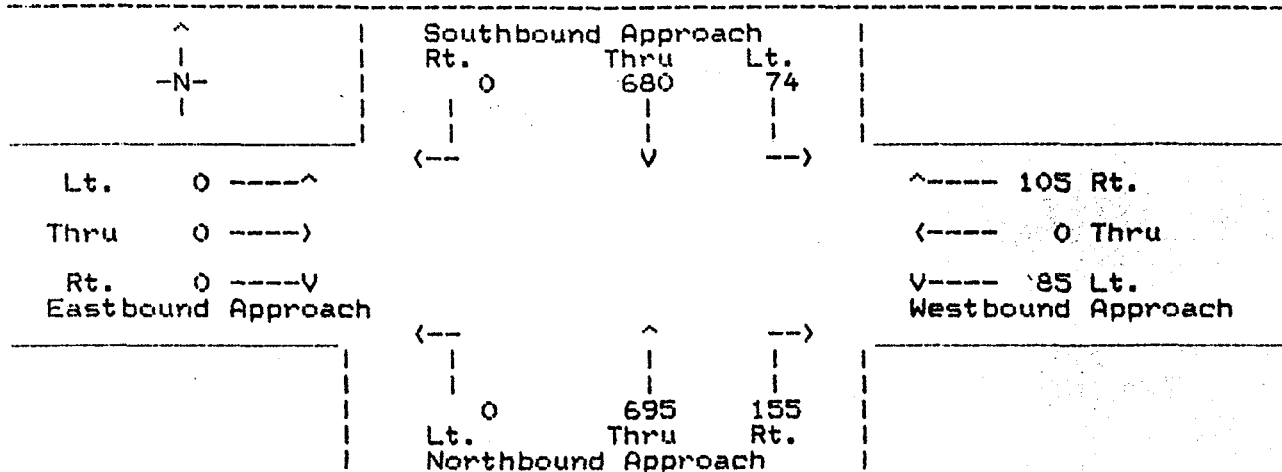 Southbound Approach
Rt. Thru Lt.
-N- 0 680 74
Lt. 0 ----^ ^---- 105 Rt.
Thru 0 ----> <---- 0 Thru
Rt. 0 ----V V---- 85 Lt.
Eastbound Approach Westbound Approach
0 695 155
Lt. Thru Rt.
Northbound Approach